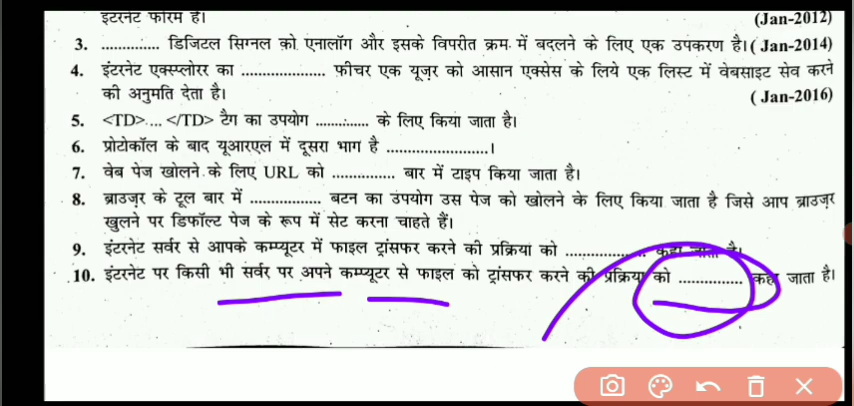 इंटरनेट फोरम है। (Jan-2012)
3. .............. डिजिटल सिग्नल को एनालॉग और इसके विपरीत क्रम में बदलने के लिए एक उपकरण है। ( Jan-2014)
4. इंटरनेट एक्स्प्लोरर का .................... फीचर एक यूज़र को आसान एक्सेस के लिये एक लिस्ट में वेबसाइट सेव करने
की अनुमति देता है। ( Jan-2016)
5. <TD>.... </TD> टैग का उपयोग ............. के लिए किया जाता है।
6. प्रोटोकॉल के बाद यूआरएल में दूसरा भाग है ........................।
7. वेब पेज खोलने के लिए URL को ............... बार में टाइप किया जाता है।
8. ब्राउज़र के टूल बार में ................. बटन का उपयोग उस पेज को खोलने के लिए किया जाता है जिसे आप ब्राउज़र
खुलने पर डिफॉल्ट पेज के रूप में सेट करना चाहते हैं।
9. इंटरनेट सर्वर से आपके कम्प्यूटर में फाइल ट्रांसफर करने की प्रक्रिया को ................... कहा जाता है।
10. इंटरनेट पर किसी भी सर्वर पर अपने कम्प्यूटर से फाइल को ट्रांसफर करने की प्रक्रिया को ............... कहा जाता है।